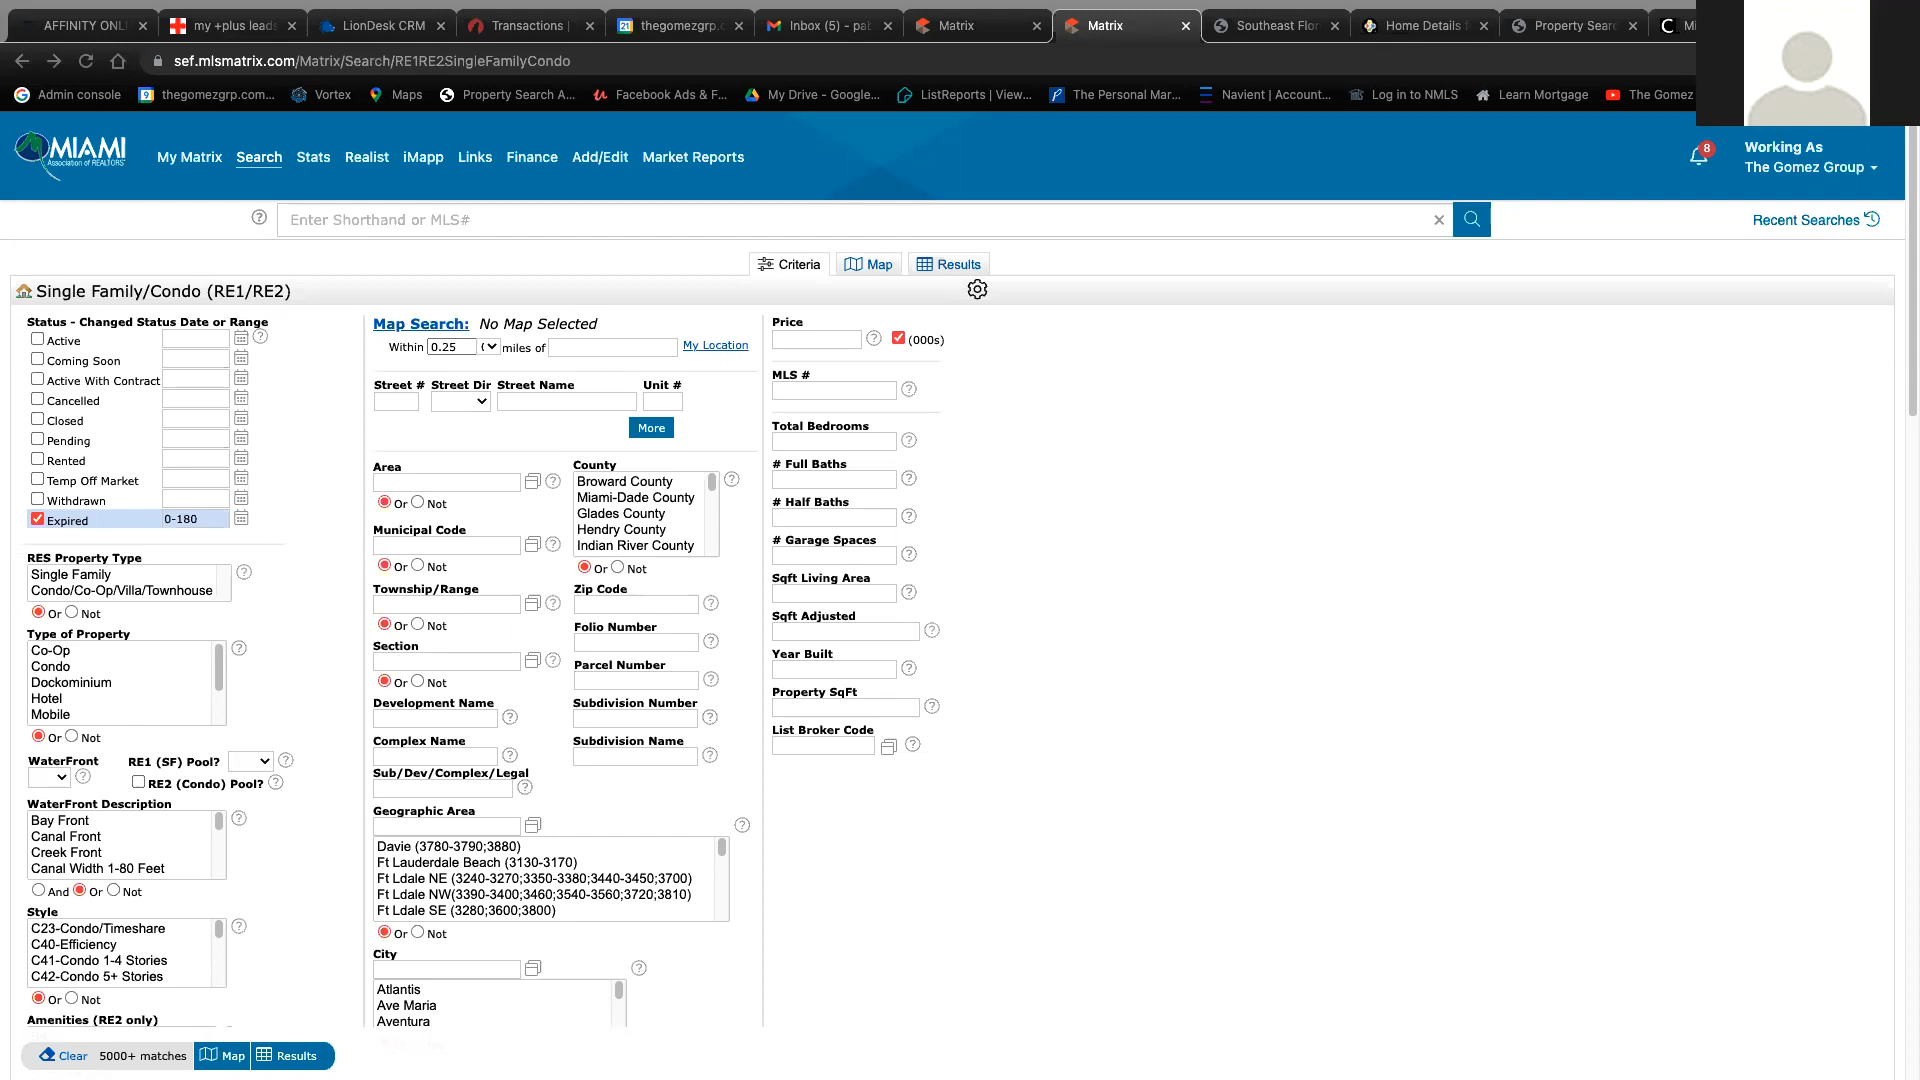 AFFINITY ONLI
my +plus leads
LionDesk CRM
Transactions |
thegomezgrp.c
Inbox (5) - pab
Matrix
Matrix
Southeast Flor
Home Details f
Property Searc
Mi
sef.mlsmatrix.com/Matrix/Search/RE1RE2SingleFamilyCondo
Admin console
thegomezgrp.com...
Vortex
Maps
Property Search A...
Facebook Ads & F...
My Drive - Google...
ListReports | View...
The Personal Mar...
Navient | Account...
Log in to NMLS
Learn Mortgage
The Gomez
MIAMI
Association of REALTORS
My Matrix
Search
Stats
Realist
iMapp
Links
Finance
Add/Edit
Market Reports
8
Working As
The Gomez Group
Enter Shorthand or MLS#
Recent Searches
Criteria
Map
Results
Single Family/Condo (RE1/RE2)
Status - Changed Status Date or Range
Active
Coming Soon
Active With Contract
Cancelled
Closed
Pending
Rented
Temp Off Market
Withdrawn
Expired 0-180
RES Property Type
Single Family
Condo/Co-Op/Villa/Townhouse
Or Not
Type of Property
Co-Op
Condo
Dockominium
Hotel
Mobile
Or Not
WaterFront
RE1 (SF) Pool?
RE2 (Condo) Pool?
WaterFront Description
Bay Front
Canal Front
Creek Front
Canal Width 1-80 Feet
And Or Not
Style
C23-Condo/Timeshare
C40-Efficiency
C41-Condo 1-4 Stories
C42-Condo 5+ Stories
Or Not
Amenities (RE2 only)
Map Search: No Map Selected
Within 0.25 miles of My Location
Street # Street Dir Street Name Unit #
More
Area
Or Not
Municipal Code
Or Not
Township/Range
Or Not
Section
Or Not
Development Name
Complex Name
Sub/Dev/Complex/Legal
County
Broward County
Miami-Dade County
Glades County
Hendry County
Indian River County
Or Not
Zip Code
Folio Number
Parcel Number
Subdivision Number
Subdivision Name
Geographic Area
Davie (3780-3790;3880)
Ft Lauderdale Beach (3130-3170)
Ft Ldale NE (3240-3270;3350-3380;3440-3450;3700)
Ft Ldale NW(3390-3400;3460;3540-3560;3720;3810)
Ft Ldale SE (3280;3600;3800)
Or Not
City
Atlantis
Ave Maria
Aventura
Price
(000s)
MLS #
Total Bedrooms
# Full Baths
# Half Baths
# Garage Spaces
Sqft Living Area
Sqft Adjusted
Year Built
Property SqFt
List Broker Code
Clear
5000+ matches
Map
Results